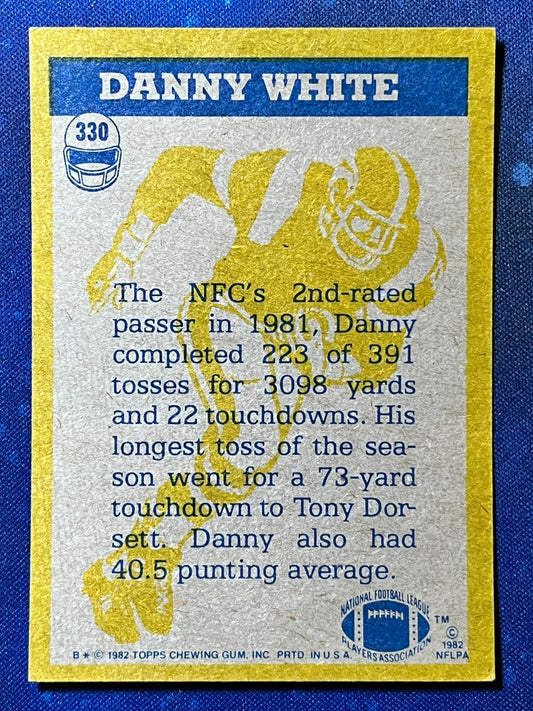 DANNY WHITE
330
The NFC's 2nd-rated
passer in 1981, Danny
completed 223 of 391
tosses for 3098 yards
and 22 touchdowns. His
longest toss of the sea-
son went for a 73-yard
touchdown to Tony Dor-
sett. Danny also had
40.5 punting average.
NATIONAL FOOTBALL LEAGUE
PLAYERS ASSOCIATION
TM
©
1982
NFLPA
B * © 1982 TOPPS CHEWING GUM, INC. PRTD. IN U.S.A.